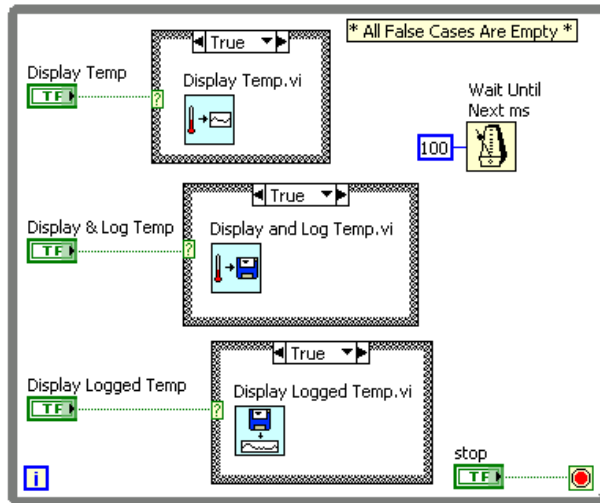 True
* All False Cases Are Empty *
Display Temp
TF
?
Display Temp.vi
Wait Until
Next ms
100
True
Display & Log Temp
TF
?
Display and Log Temp.vi
True
Display Logged Temp
TF
?
Display Logged Temp.vi
stop
TF
i